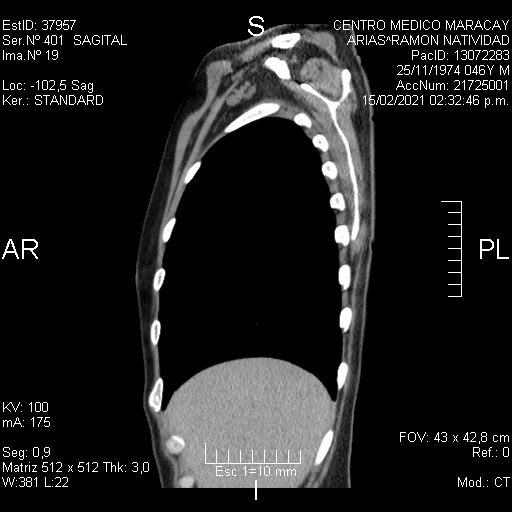 EstID: 37957
Ser.Nº 401 SAGITAL
Ima.Nº 19
Loc: -102,5 Sag
Ker.: STANDARD
S
CENTRO MEDICO MARACAY
ARIAS^RAMON NATIVIDAD
PacID: 13072283
25/11/1974 046Y M
AccNum: 21725001
15/02/2021 02:32:46 p.m.
AR
PL
KV: 100
mA: 175
Seg: 0,9
Matriz 512 x 512 Thk: 3,0
W:381 L:22
Esc 1=10 mm
I
FOV: 43 x 42,8 cm
Ref.: 0
Mod.: CT